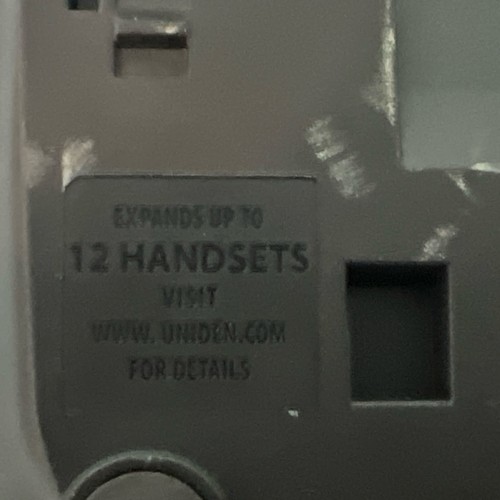 EXPANDS UP TO
12 HANDSETS
VISIT
WWW. UNIDEN.COM
FOR DETAILS